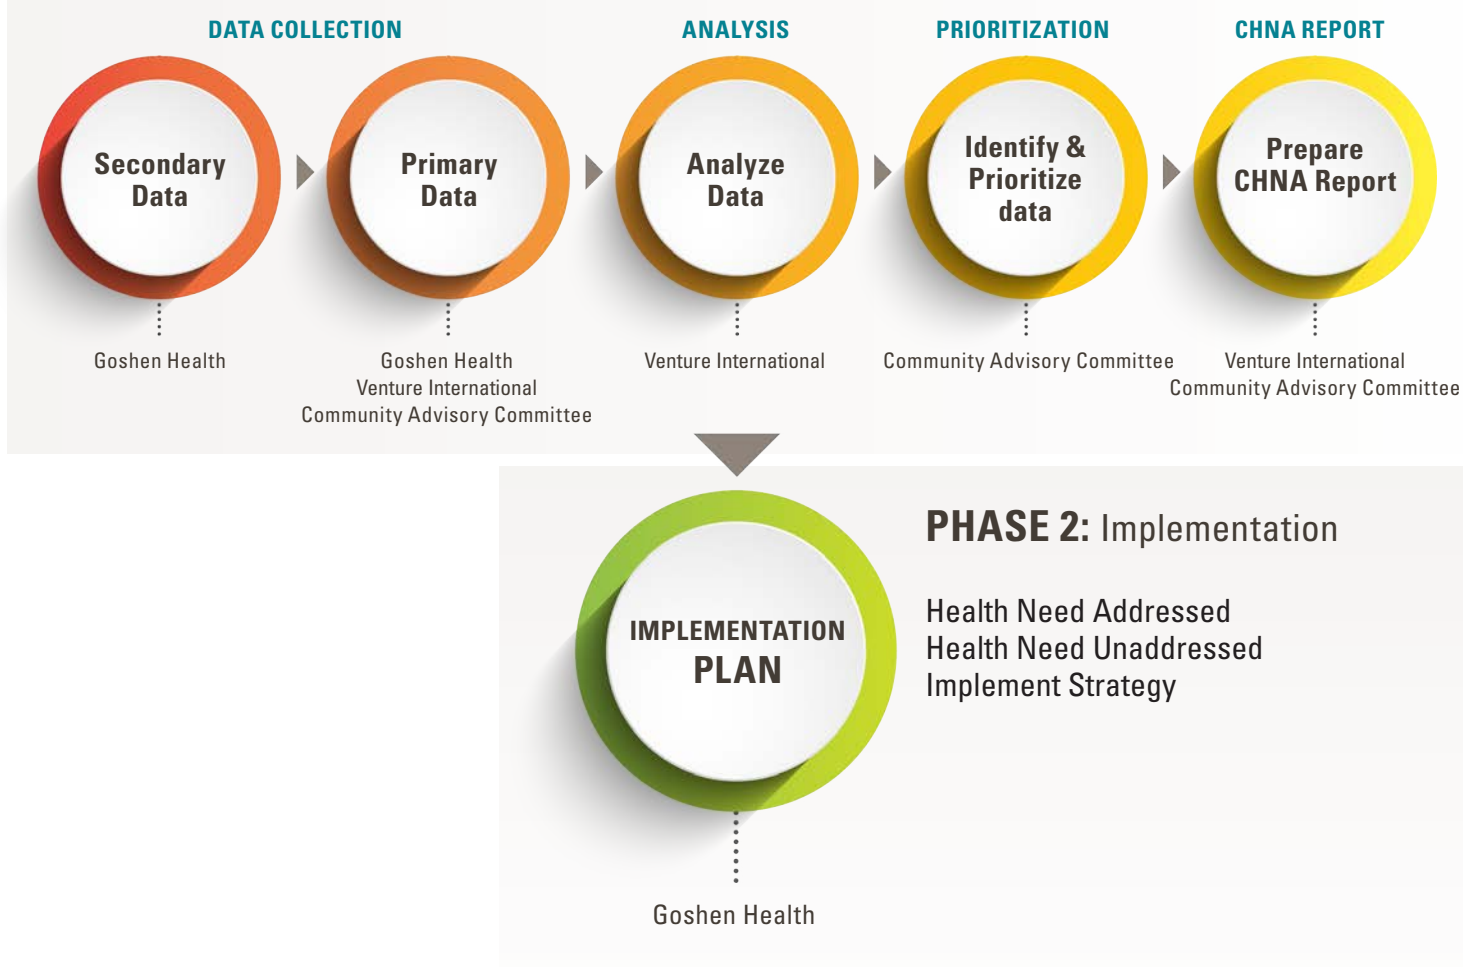 DATA COLLECTION
ANALYSIS
PRIORITIZATION
CHNA REPORT
Secondary
Data
Primary
Data
Analyze
Data
Identify &
Prioritize
data
Prepare
CHNA Report
Goshen Health
Goshen Health
Venture International
Community Advisory Committee
Venture International
Community Advisory Committee
Venture International
Community Advisory Committee
IMPLEMENTATION
PLAN
Goshen Health
PHASE 2: Implementation
Health Need Addressed
Health Need Unaddressed
Implement Strategy